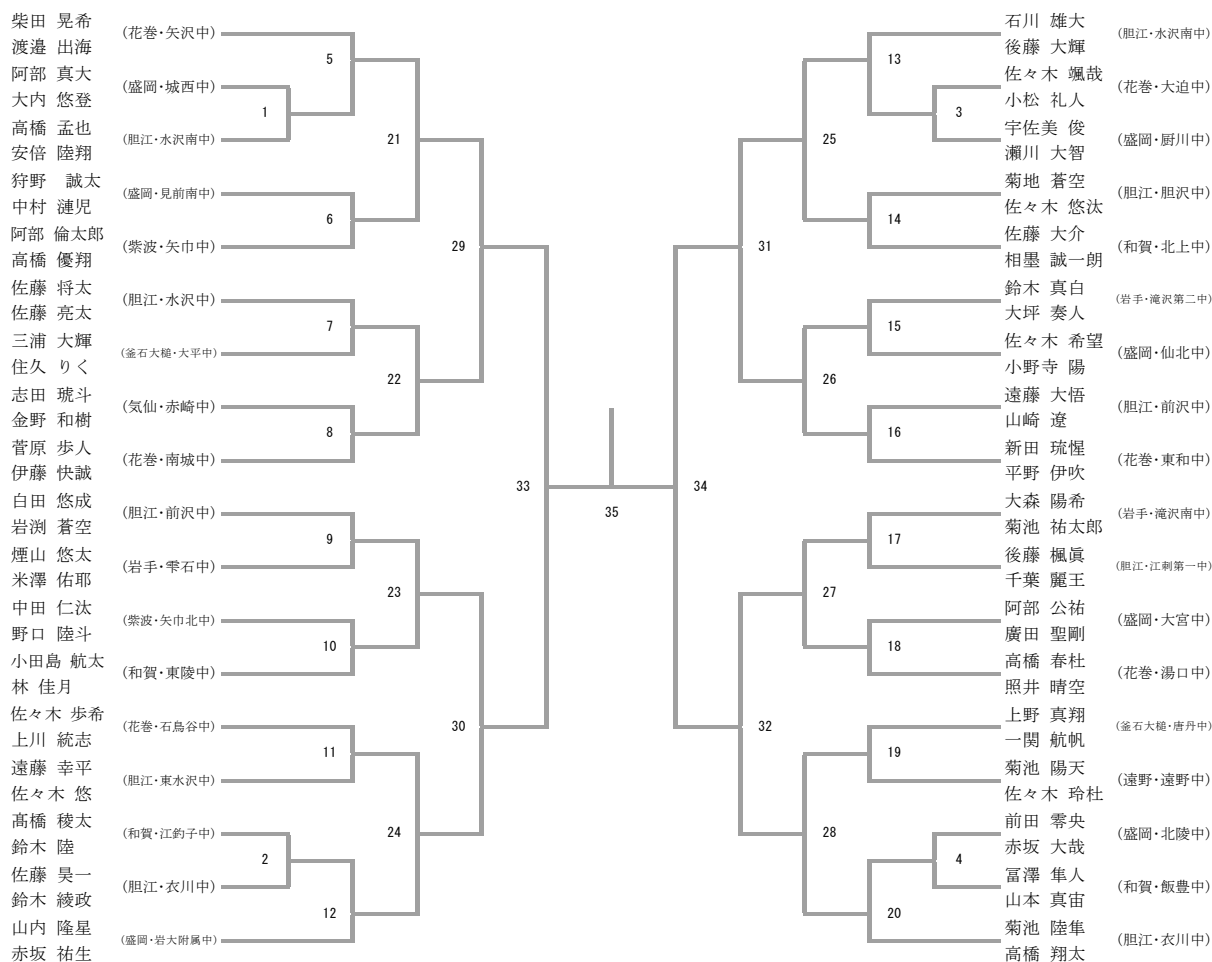 柴田 晃希
(花巻・矢沢中)
渡邉 出海
阿部 真大
(盛岡・城西中)
大内 悠登
高橋 孟也
(胆江・水沢南中)
安倍 陸翔
狩野 誠太
(盛岡・見前南中)
中村 漣児
阿部 倫太郎
(紫波・矢巾中)
高橋 優翔
佐藤 将太
(胆江・水沢中)
佐藤 亮太
三浦 大輝
(釜石大槌・大平中)
住久 りく
志田 琥斗
(気仙・赤崎中)
金野 和樹
菅原 歩人
(花巻・南城中)
伊藤 快誠
白田 悠成
(胆江・前沢中)
岩渕 蒼空
煙山 悠太
(岩手・雫石中)
米澤 佑耶
中田 仁汰
(紫波・矢巾北中)
野口 陸斗
小田島 航太
(和賀・東陵中)
林 佳月
佐々木 歩希
(花巻・石鳥谷中)
上川 統志
遠藤 幸平
(胆江・東水沢中)
佐々木 悠
髙橋 稜太
(和賀・江釣子中)
鈴木 陸
佐藤 昊一
(胆江・衣川中)
鈴木 綾政
山内 隆星
(盛岡・岩大附属中)
赤坂 祐生
5
1
21
6
29
7
22
8
33
9
23
10
30
11
24
2
12
35
13
3
25
14
31
15
26
16
34
17
27
18
32
19
28
4
20
石川 雄大
(胆江・水沢南中)
後藤 大輝
佐々木 颯哉
(花巻・大迫中)
小松 礼人
宇佐美 俊
(盛岡・厨川中)
瀬川 大智
菊地 蒼空
(胆江・胆沢中)
佐々木 悠汰
佐藤 大介
(和賀・北上中)
相墨 誠一朗
鈴木 真白
(岩手・滝沢第二中)
大坪 奏人
佐々木 希望
(盛岡・仙北中)
小野寺 陽
遠藤 大悟
(胆江・前沢中)
山崎 遼
新田 琉惺
(花巻・東和中)
平野 伊吹
大森 陽希
(岩手・滝沢南中)
菊池 祐太郎
後藤 楓眞
(胆江・江刺第一中)
千葉 麗王
阿部 公祐
(盛岡・大宮中)
廣田 聖剛
高橋 春杜
(花巻・湯口中)
照井 晴空
上野 真翔
(釜石大槌・唐丹中)
一関 航帆
菊池 陽天
(遠野・遠野中)
佐々木 玲杜
前田 零央
(盛岡・北陵中)
赤坂 大哉
冨澤 隼人
(和賀・飯豊中)
山本 真宙
菊池 陸隼
(胆江・衣川中)
高橋 翔太